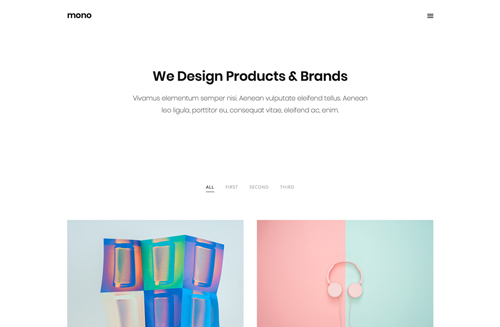 mono
We Design Products & Brands
Vivamus elementum semper nisi. Aenean vulputate eleifend tellus. Aenean
leo ligula, porttitor eu, consequat vitae, eleifend ac, enim.
ALL FIRST SECOND THIRD